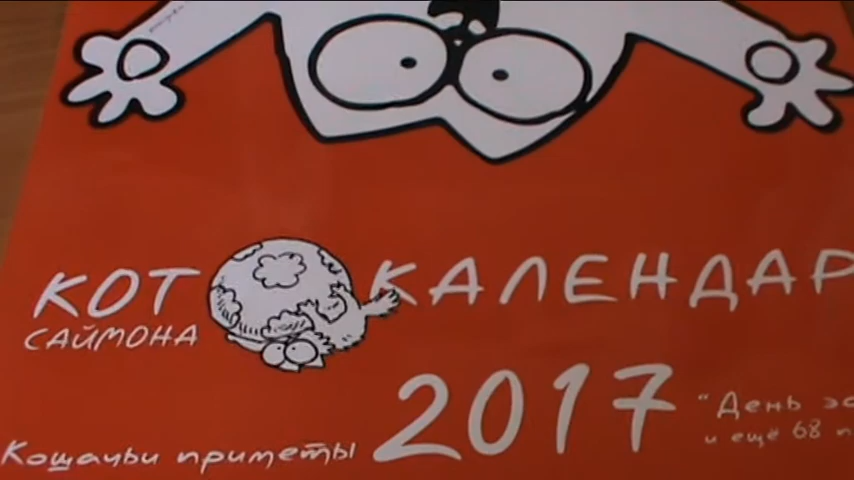 КОТ КАЛЕНДАР
САЙМОНА
2017
"День
и ещё 68
Кошачьи приметы